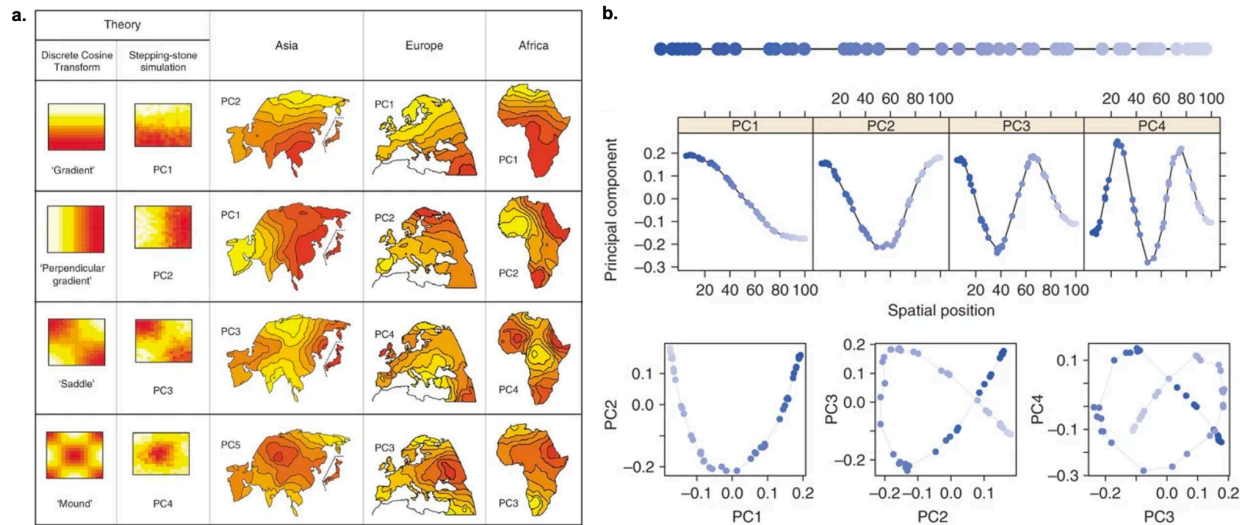 a.
Theory
Asia
Europe
Africa
Discrete Cosine
Transform
Stepping-stone
simulation
'Gradient'
PC1
PC2
PC1
PC1
'Perpendicular
gradient'
PC2
PC1
PC2
PC2
'Saddle'
PC3
PC3
PC4
PC4
'Mound'
PC4
PC5
PC3
PC3
b.
20 40 60 80 100
20 40 60 80 100
PC1
PC2
PC3
PC4
Principal component
0.2
0.1
0.0
−0.1
−0.2
−0.3
20 40 60 80 100
20 40 60 80 100
Spatial position
PC2
0.1
0.0
−0.2
−0.2
−0.1
0.0
0.1
0.2
PC1
PC3
0.2
0.1
0.0
−0.2
−0.2
−0.1
0.0
0.1
PC2
PC4
0.1
0.0
−0.1
−0.3
−0.2
−0.1
0.0
0.1
0.2
PC3